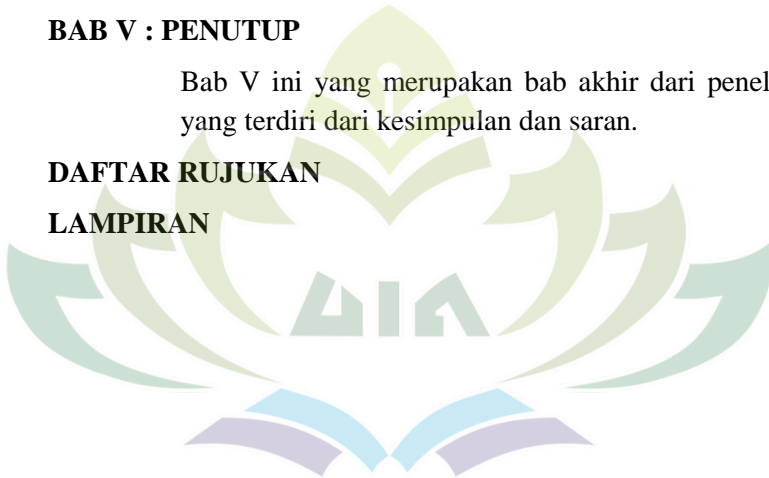 BAB V : PENUTUP
Bab V ini yang merupakan bab akhir dari penel
yang terdiri dari kesimpulan dan saran.
DAFTAR RUJUKAN
LAMPIRAN